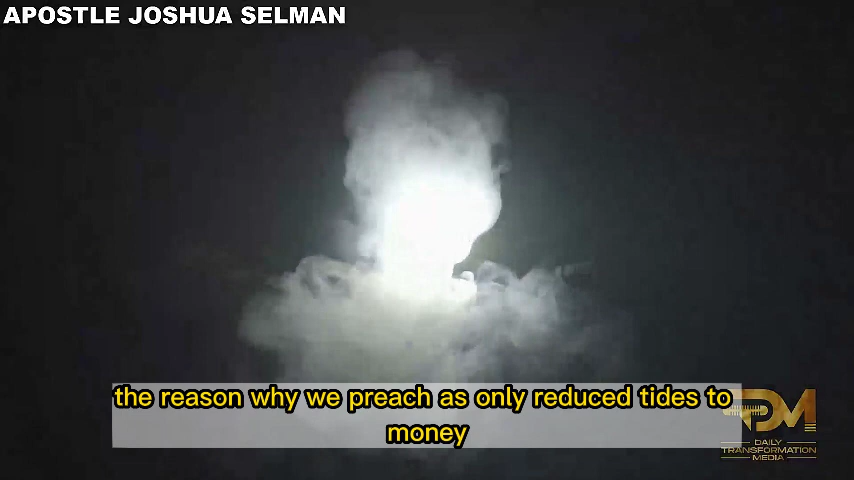 APOSTLE JOSHUA SELMAN
the reason why we preach as only reduced tides to
money
DAILY
TRANSFORMATION
MEDIA